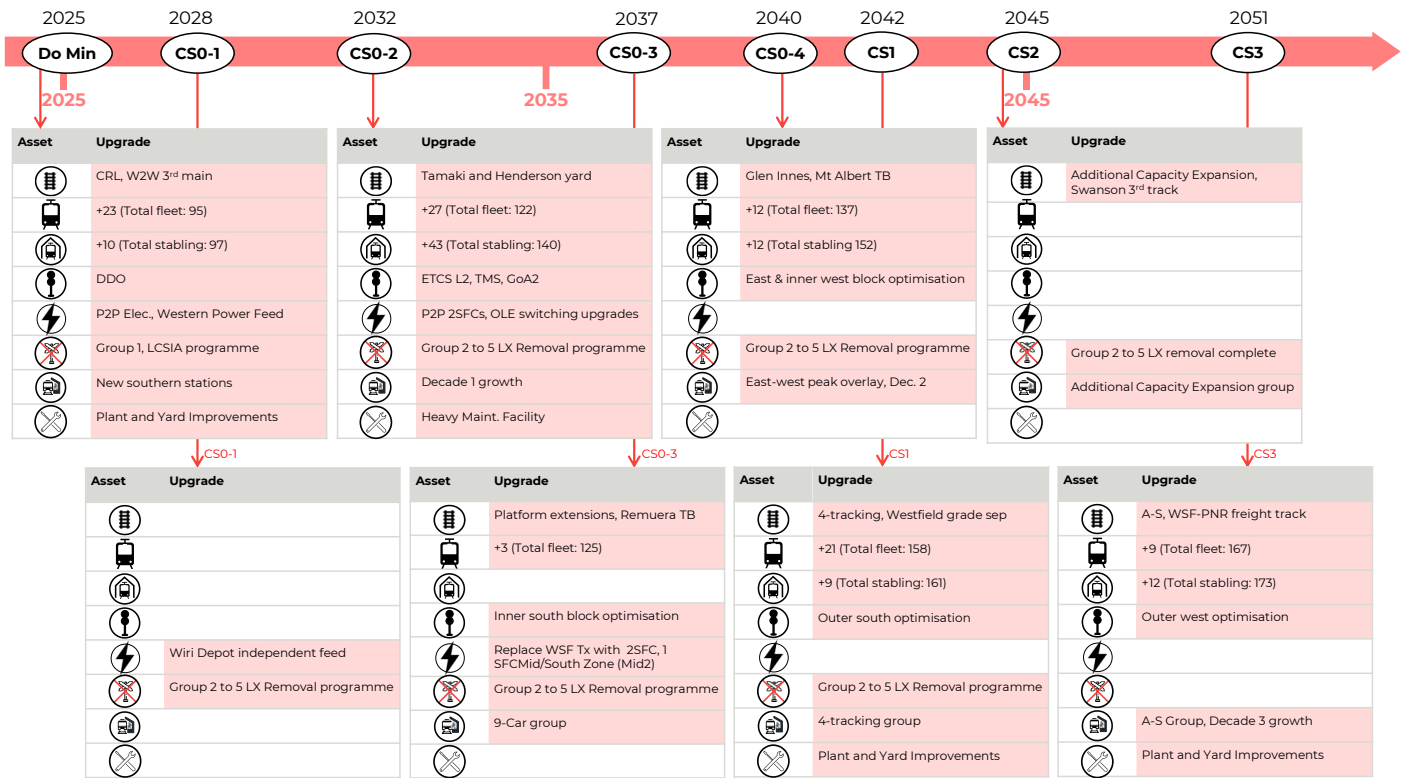 2025 2028 2032 2037 2040 2042 2045 2051
Do Min CS0-1 CS0-2 CS0-3 CS0-4 CS1 CS2 CS3
2025 2035 2045
Asset Upgrade
CRL, W2W 3rd main
+23 (Total fleet: 95)
+10 (Total stabling: 97)
DDO
P2P Elec., Western Power Feed
Group 1, LCSIA programme
New southern stations
Plant and Yard Improvements
Asset Upgrade
Tamaki and Henderson yard
+27 (Total fleet: 122)
+43 (Total stabling: 140)
ETCS L2, TMS, GoA2
P2P 2SFCs, OLE switching upgrades
Group 2 to 5 LX Removal programme
Decade 1 growth
Heavy Maint. Facility
Asset Upgrade
Glen Innes, Mt Albert TB
+12 (Total fleet: 137)
+12 (Total stabling 152)
East & inner west block optimisation
Group 2 to 5 LX Removal programme
East-west peak overlay, Dec. 2
Asset Upgrade
Additional Capacity Expansion,
Swanson 3rd track
Group 2 to 5 LX removal complete
Additional Capacity Expansion group
CS0-1
Asset Upgrade
Wiri Depot independent feed
Group 2 to 5 LX Removal programme
CS0-3
Asset Upgrade
Platform extensions, Remuera TB
+3 (Total fleet: 125)
Inner south block optimisation
Replace WSF Tx with 2SFC, 1
SFCMid/South Zone (Mid2)
Group 2 to 5 LX Removal programme
9-Car group
CS1
Asset Upgrade
4-tracking, Westfield grade sep
+21 (Total fleet: 158)
+9 (Total stabling: 161)
Outer south optimisation
Group 2 to 5 LX Removal programme
4-tracking group
Plant and Yard Improvements
CS3
Asset Upgrade
A-S, WSF-PNR freight track
+9 (Total fleet: 167)
+12 (Total stabling: 173)
Outer west optimisation
A-S Group, Decade 3 growth
Plant and Yard Improvements